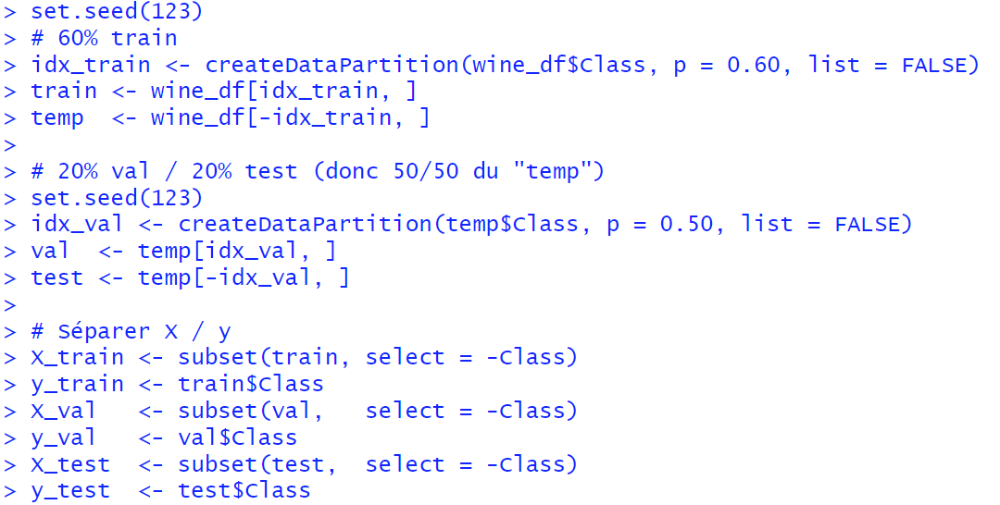 > set.seed(123)
> # 60% train
> idx_train <- createDataPartition(wine_df$Class, p = 0.60, list = FALSE)
> train <- wine_df[idx_train, ]
> temp  <- wine_df[-idx_train, ]
>
> # 20% val / 20% test (donc 50/50 du "temp")
> set.seed(123)
> idx_val <- createDataPartition(temp$Class, p = 0.50, list = FALSE)
> val  <- temp[idx_val, ]
> test <- temp[-idx_val, ]
>
> # Séparer X / y
> X_train <- subset(train, select = -Class)
> y_train <- train$Class
> X_val   <- subset(val,   select = -Class)
> y_val   <- val$Class
> X_test  <- subset(test,  select = -Class)
> y_test  <- test$Class